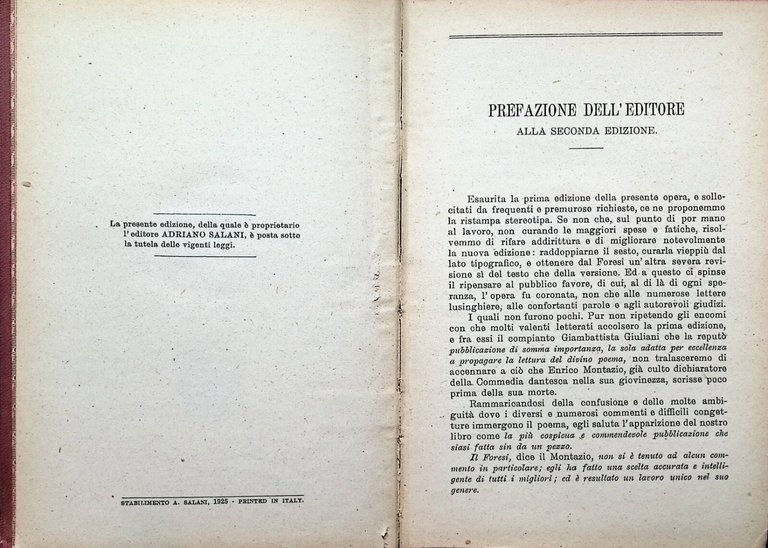 La presente edizione, della quale è proprietario
l'editore ADRIANO SALANI, è posta sotto
la tutela delle vigenti leggi.
STABILIMENTO A. SALANI, 1925 - PRINTED IN ITALY.
PREFAZIONE DELL'EDITORE
ALLA SECONDA EDIZIONE.
Esaurita la prima edizione della presente opera, e sollo-
citati da frequenti e premurose richieste, ce ne proponemmo
la ristampa stereotipa. Se non che, sul punto di por mano
al lavoro, non curando le maggiori spese e fatiche, risol-
vemmo di rifare addirittura e di migliorare notevolmente
la nuova edizione: raddoppiarne il sesto, curarla vieppiù dal
lato tipografico, e ottenere dal Foresi un'altra severa revi-
sione sì del testo che della versione. Ed a questo ci spinse
il ripensare al pubblico favore, di cui, al di là di ogni spe-
ranza, l'opera fu coronata, non che alle numerose lettere
lusinghiere, alle confortanti parole e agli autorevoli giudizi.
I quali non furono pochi. Pur non ripetendo gli encomi
con che molti valenti letterati accolsero la prima edizione,
e fra essi il compianto Giambattista Giuliani che la reputò
pubblicazione di somma importanza, la sola adatta per eccellenza
a propagare la lettura del divino poema, non tralasceremo di
accennare a ciò che Enrico Montazio, già culto dichiaratore
della Commedia dantesca nella sua giovinezza, scrisse poco
prima della sua morte.
Rammaricandosi della confusione e delle molte ambi-
guità dove i diversi e numerosi commenti e difficili conget-
ture immergono il poema, egli saluta l'apparizione del nostro
libro come la più cospicua e commendevole pubblicazione che
siasi fatta sin da un pezzo.
Il Foresi, dice il Montazio, non si è tenuto ad alcun com-
mento in particolare; egli ha fatto una scelta accurata e intelli-
gente di tutti i migliori; ed è resultato un lavoro unico nel suo
genere.